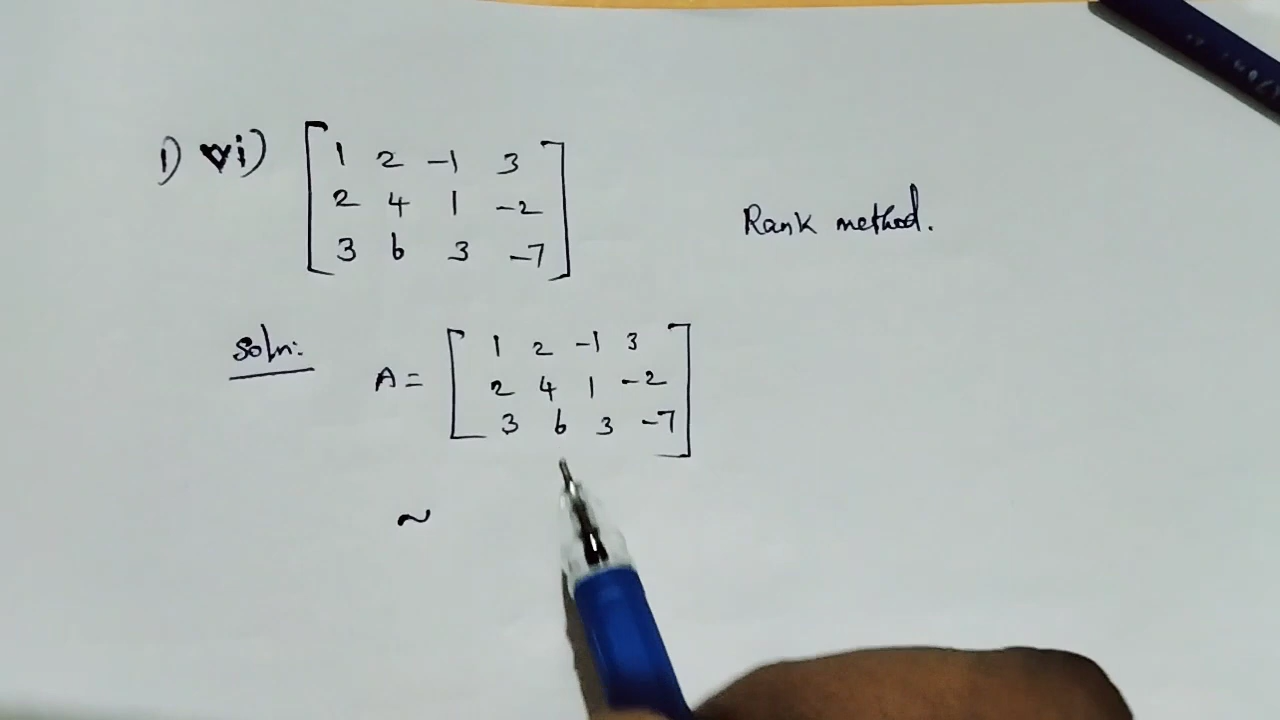 1) vi) [ 1 2 -1 3
2 4 1 -2
3 6 3 -7 ]
Rank method.
Soln: A = [ 1 2 -1 3
2 4 1 -2
3 6 3 -7 ]
~